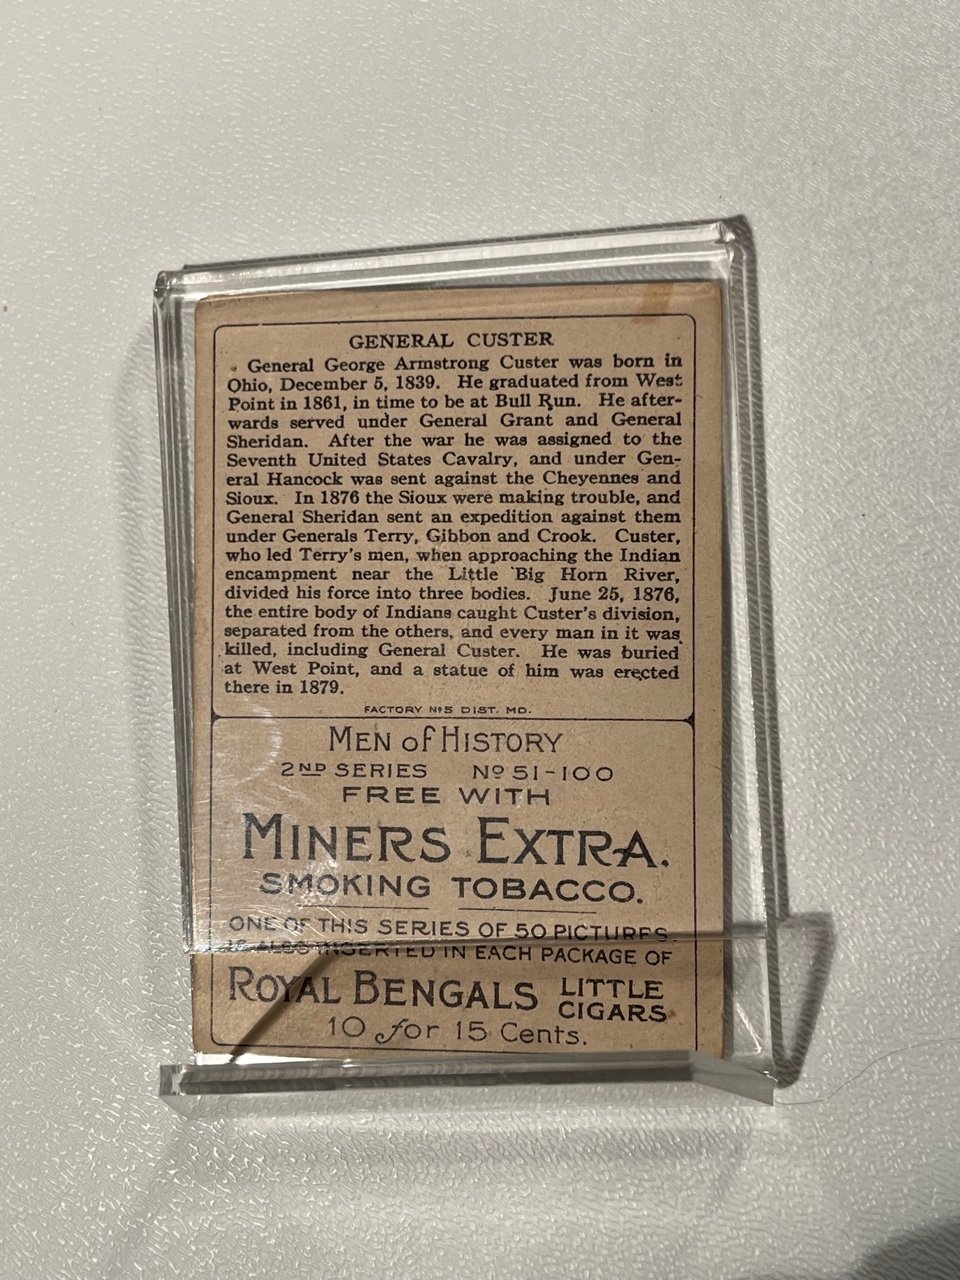 GENERAL CUSTER
General George Armstrong Custer was born in
Ohio, December 5, 1839. He graduated from West
Point in 1861, in time to be at Bull Run. He after-
wards served under General Grant and General
Sheridan. After the war he was assigned to the
Seventh United States Cavalry, and under Gen-
eral Hancock was sent against the Cheyennes and
Sioux. In 1876 the Sioux were making trouble, and
General Sheridan sent an expedition against them
under Generals Terry, Gibbon and Crook. Custer,
who led Terry's men, when approaching the Indian
encampment near the Little Big Horn River,
divided his force into three bodies. June 25, 1876,
the entire body of Indians caught Custer's division,
separated from the others, and every man in it was
killed, including General Custer. He was buried
at West Point, and a statue of him was erected
there in 1879.
FACTORY Nº5 DIST. MD.
MEN of HISTORY
2ND SERIES Nº 51-100
FREE WITH
MINERS EXTRA.
SMOKING TOBACCO.
ONE OF THIS SERIES OF 50 PICTURES
IS ALSO INSERTED IN EACH PACKAGE OF
ROYAL BENGALS LITTLE CIGARS
10 for 15 Cents.